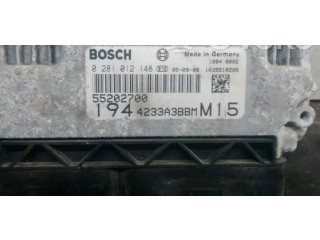 BOSCH
Made in Germany
0 281 012 148
55202700
194 4233A3BBM M15